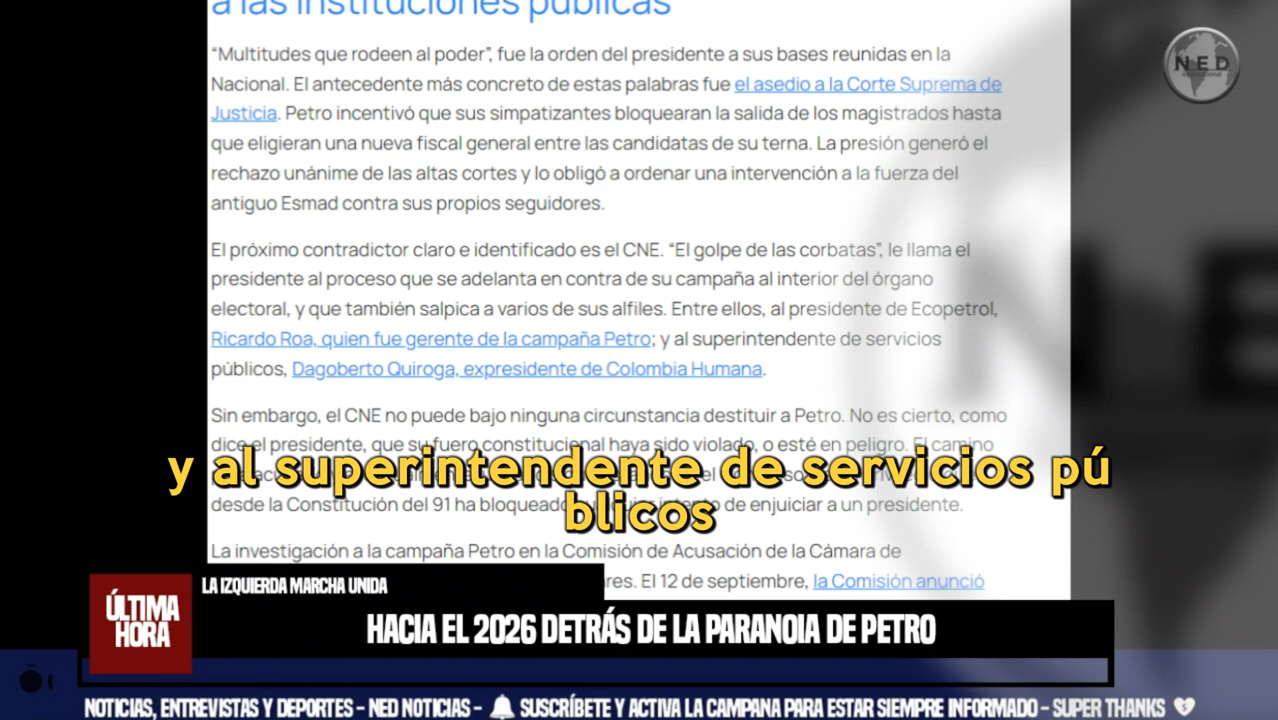 a las instituciones públicas
“Multitudes que rodeen al poder”, fue la orden del presidente a sus bases reunidas en la
Nacional. El antecedente más concreto de estas palabras fue el asedio a la Corte Suprema de
Justicia. Petro incentivó que sus simpatizantes bloquearan la salida de los magistrados hasta
que eligieran una nueva fiscal general entre las candidatas de su terna. La presión generó el
rechazo unánime de las altas cortes y lo obligó a ordenar una intervención a la fuerza del
antiguo Esmad contra sus propios seguidores.
El próximo contradictor claro e identificado es el CNE. “El golpe de las corbatas”, le llama el
presidente al proceso que se adelanta en contra de su campaña al interior del órgano
electoral, y que también salpica a varios de sus alfiles. Entre ellos, al presidente de Ecopetrol,
Ricardo Roa, quien fue gerente de la campaña Petro; y al superintendente de servicios
públicos, Dagoberto Quiroga, expresidente de Colombia Humana.
Sin embargo, el CNE no puede bajo ninguna circunstancia destituir a Petro. No es cierto, como
dice el presidente, que su fuero constitucional haya sido violado, o esté en peligro. El camino
y al superintendente de servicios pú
blicos
desde la Constitución del 91 ha bloqueado de enjuiciar a un presidente.
La investigación a la campaña Petro en la Comisión de Acusación de la Cámara de
El 12 de septiembre, la Comisión anunció
NED
LA IZQUIERDA MARCHA UNIDA
ÚLTIMA
HORA
HACIA EL 2026 DETRÁS DE LA PARANOIA DE PETRO
NOTICIAS, ENTREVISTAS Y DEPORTES - NED NOTICIAS - SUSCRÍBETE Y ACTIVA LA CAMPANA PARA ESTAR SIEMPRE INFORMADO - SUPER THANKS